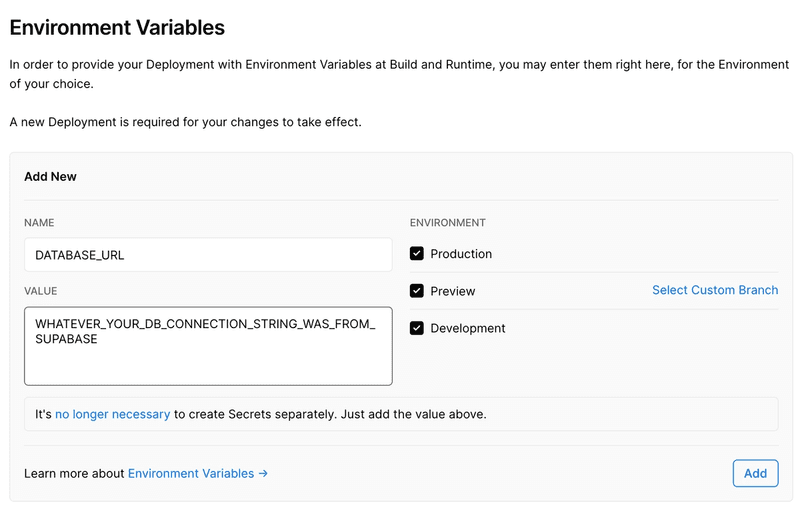 Environment Variables
In order to provide your Deployment with Environment Variables at Build and Runtime, you may enter them right here, for the Environment
of your choice.
A new Deployment is required for your changes to take effect.
Add New
NAME
DATABASE_URL
VALUE
WHATEVER_YOUR_DB_CONNECTION_STRING_WAS_FROM_
SUPABASE
ENVIRONMENT
Production
Preview
Select Custom Branch
Development
It's no longer necessary to create Secrets separately. Just add the value above.
Learn more about Environment Variables →
Add